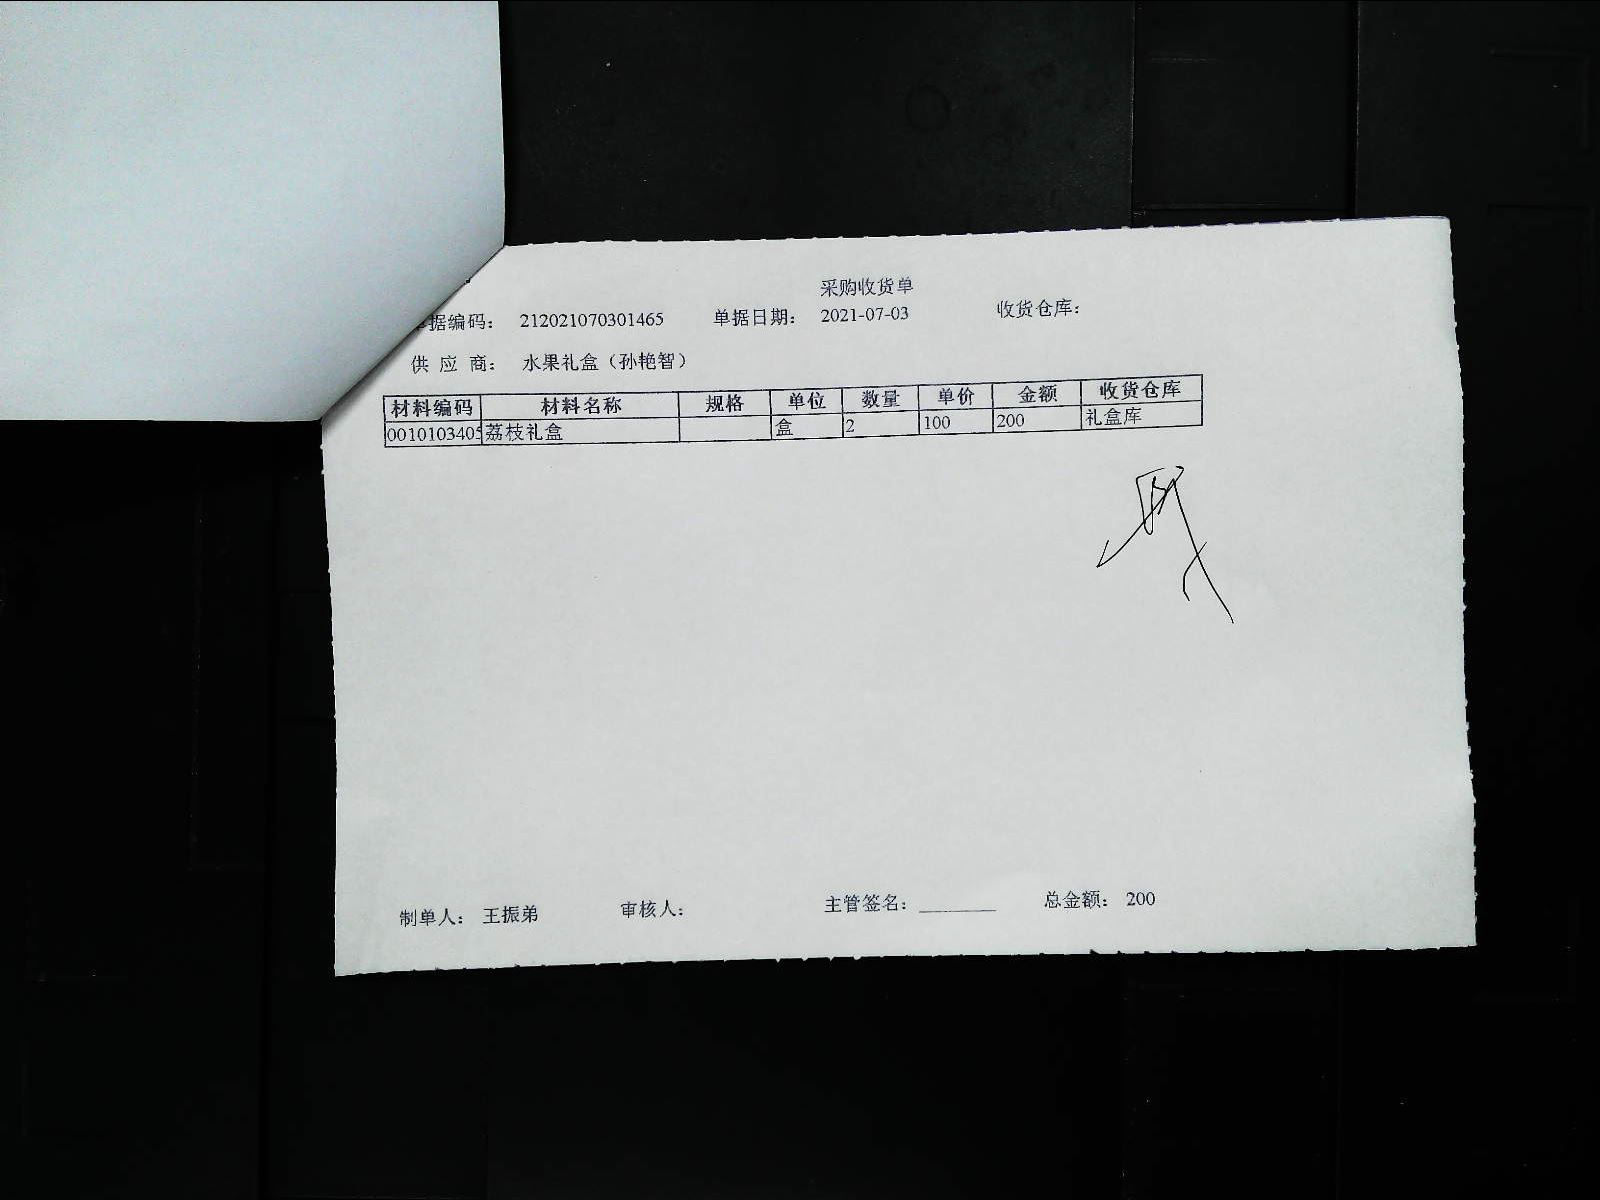 采购收货单
据编码： 212021070301465 单据日期： 2021-07-03 收货仓库：
供 应 商： 水果礼盒（孙艳智）
材料编码 材料名称 规格 单位 数量 单价 金额 收货仓库
0010103405 荔枝礼盒 盒 2 100 200 礼盒库
制单人： 王振弟 审核人： 主管签名：________ 总金额： 200